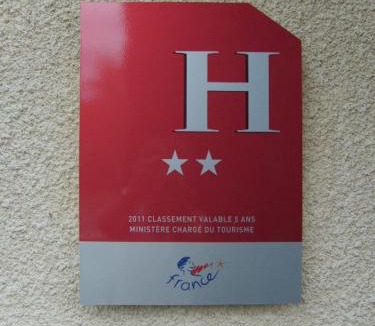 H
2011 CLASSEMENT VALABLE 5 ANS
MINISTÈRE CHARGÉ DU TOURISME
france